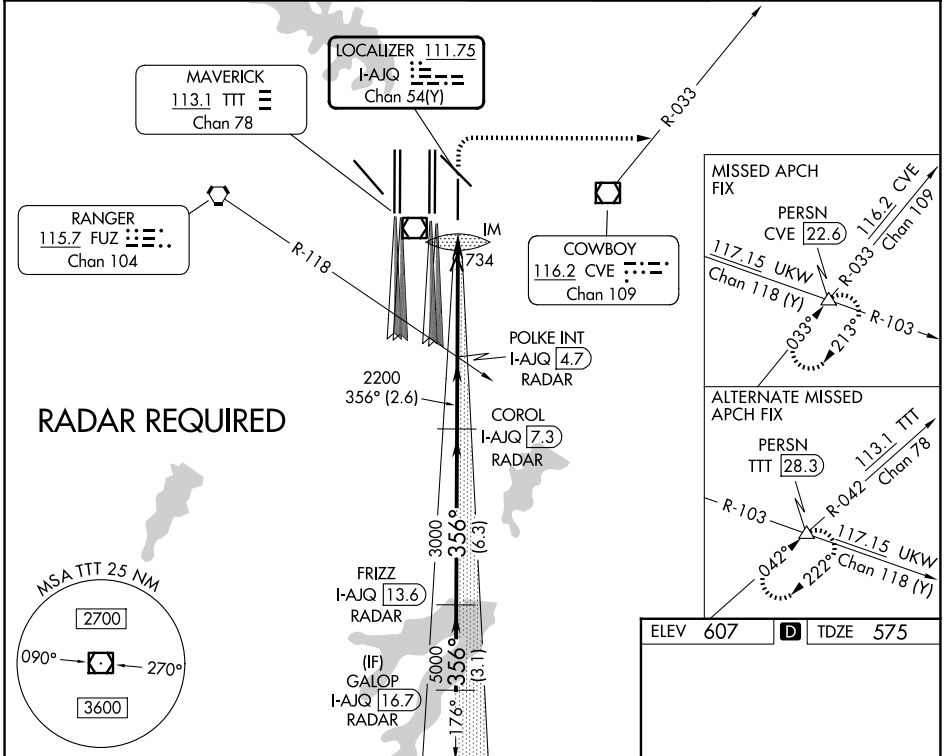 LOCALIZER 111.75
I-AJQ
Chan 54(Y)
MAVERICK
113.1 TTT
Chan 78
RANGER
115.7 FUZ
Chan 104
R-033
R-118
IM
734
COWBOY
116.2 CVE
Chan 109
POLKE INT
I-AJQ 4.7
RADAR
2200
356° (2.6)
COROL
I-AJQ 7.3
RADAR
RADAR REQUIRED
3000
356°
(6.3)
FRIZZ
I-AJQ 13.6
RADAR
5000
356°
(3.1)
(IF)
GALOP
I-AJQ 16.7
RADAR
176°
MSA TTT 25 NM
2700
090°
270°
3600
MISSED APCH
FIX
PERSN
CVE 22.6
116.2 CVE
Chan 109
R-033
117.15 UKW
Chan 118 (Y)
R-103
033°
213°
ALTERNATE MISSED
APCH FIX
PERSN
TTT 28.3
113.1 TTT
Chan 78
R-042
R-103
117.15 UKW
Chan 118 (Y)
042°
222°
ELEV 607 D TDZE 575